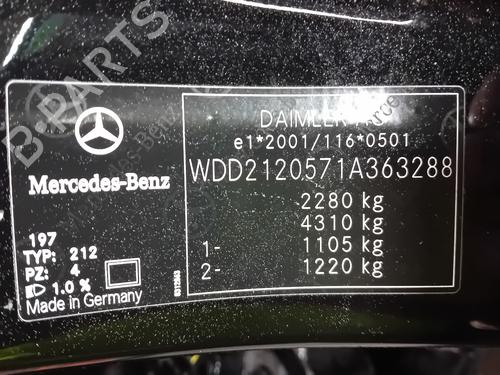 DAIMLER AG
e1*2001/116*0501
WDD2120571A363288
2280 kg
4310 kg
1- 1105 kg
2- 1220 kg
Mercedes-Benz
197
TYP: 212
PZ: 4
1.0 %
Made in Germany
B-PARTS